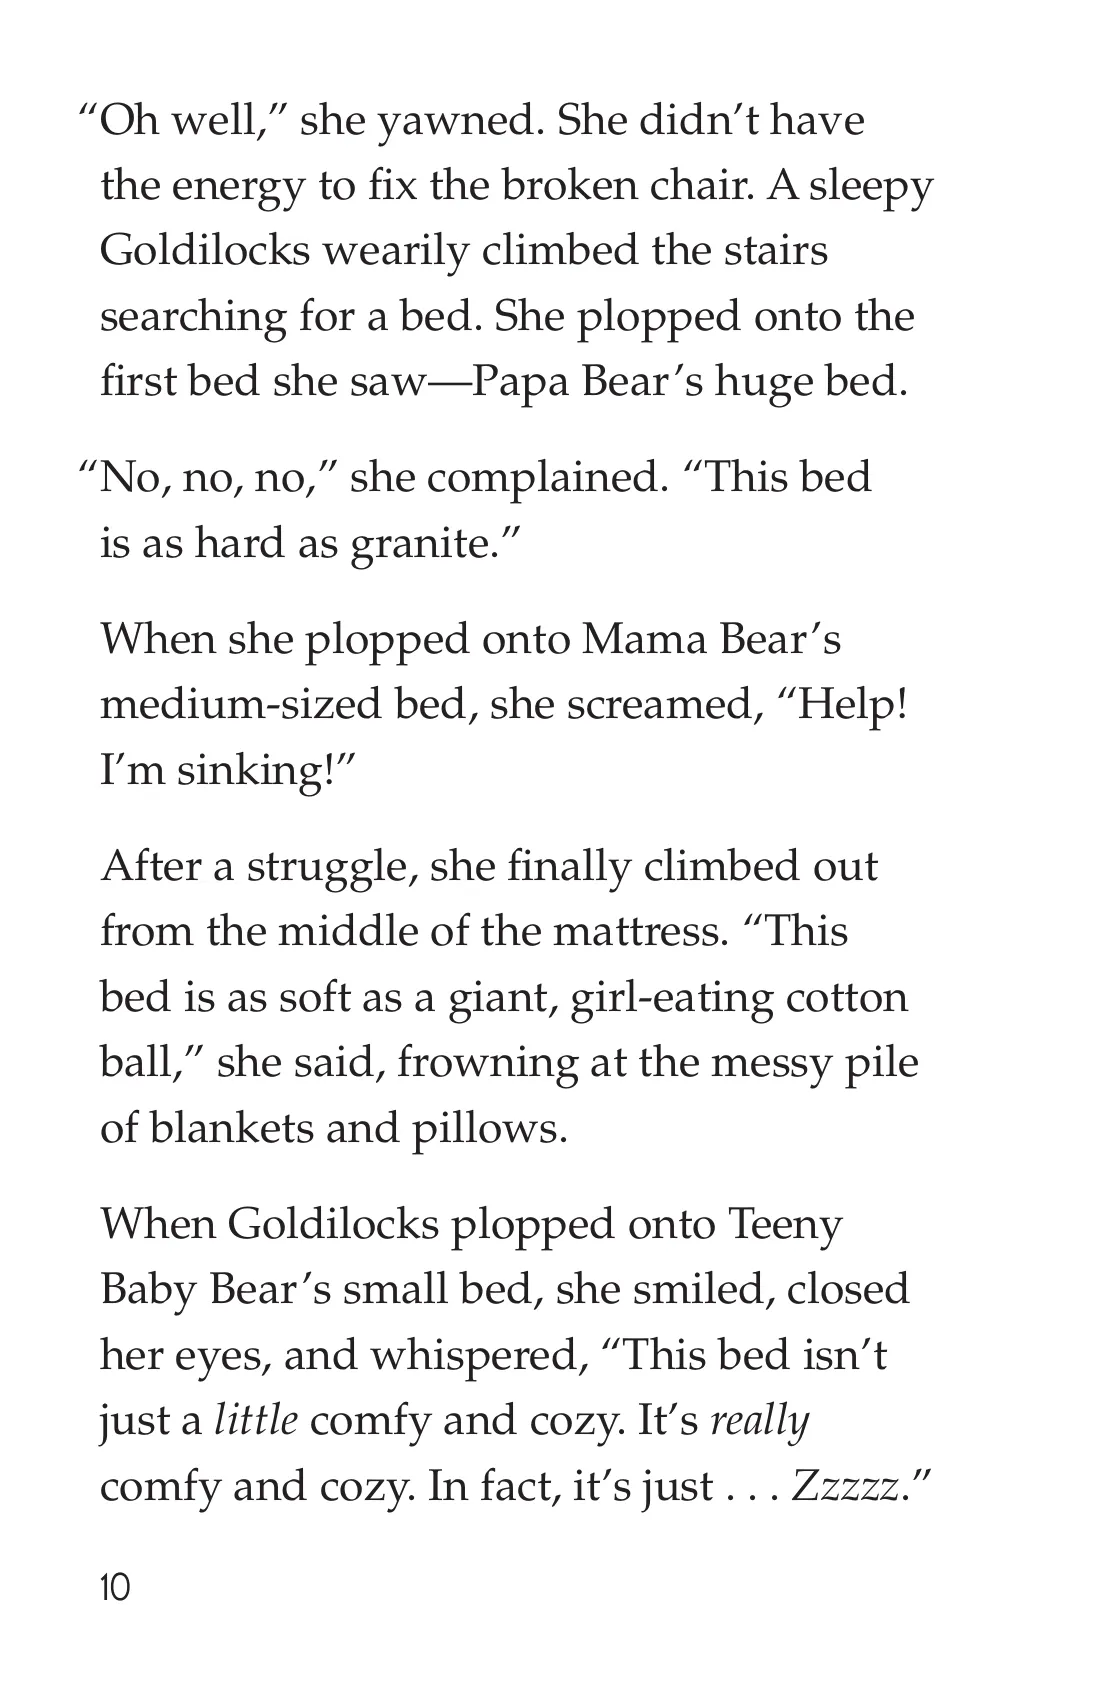 “Oh well,” she yawned. She didn’t have
the energy to fix the broken chair. A sleepy
Goldilocks wearily climbed the stairs
searching for a bed. She plopped onto the
first bed she saw—Papa Bear’s huge bed.
“No, no, no,” she complained. “This bed
is as hard as granite.”
When she plopped onto Mama Bear’s
medium-sized bed, she screamed, “Help!
I’m sinking!”
After a struggle, she finally climbed out
from the middle of the mattress. “This
bed is as soft as a giant, girl-eating cotton
ball,” she said, frowning at the messy pile
of blankets and pillows.
When Goldilocks plopped onto Teeny
Baby Bear’s small bed, she smiled, closed
her eyes, and whispered, “This bed isn’t
just a little comfy and cozy. It’s really
comfy and cozy. In fact, it’s just . . . Zzzzz.”
10